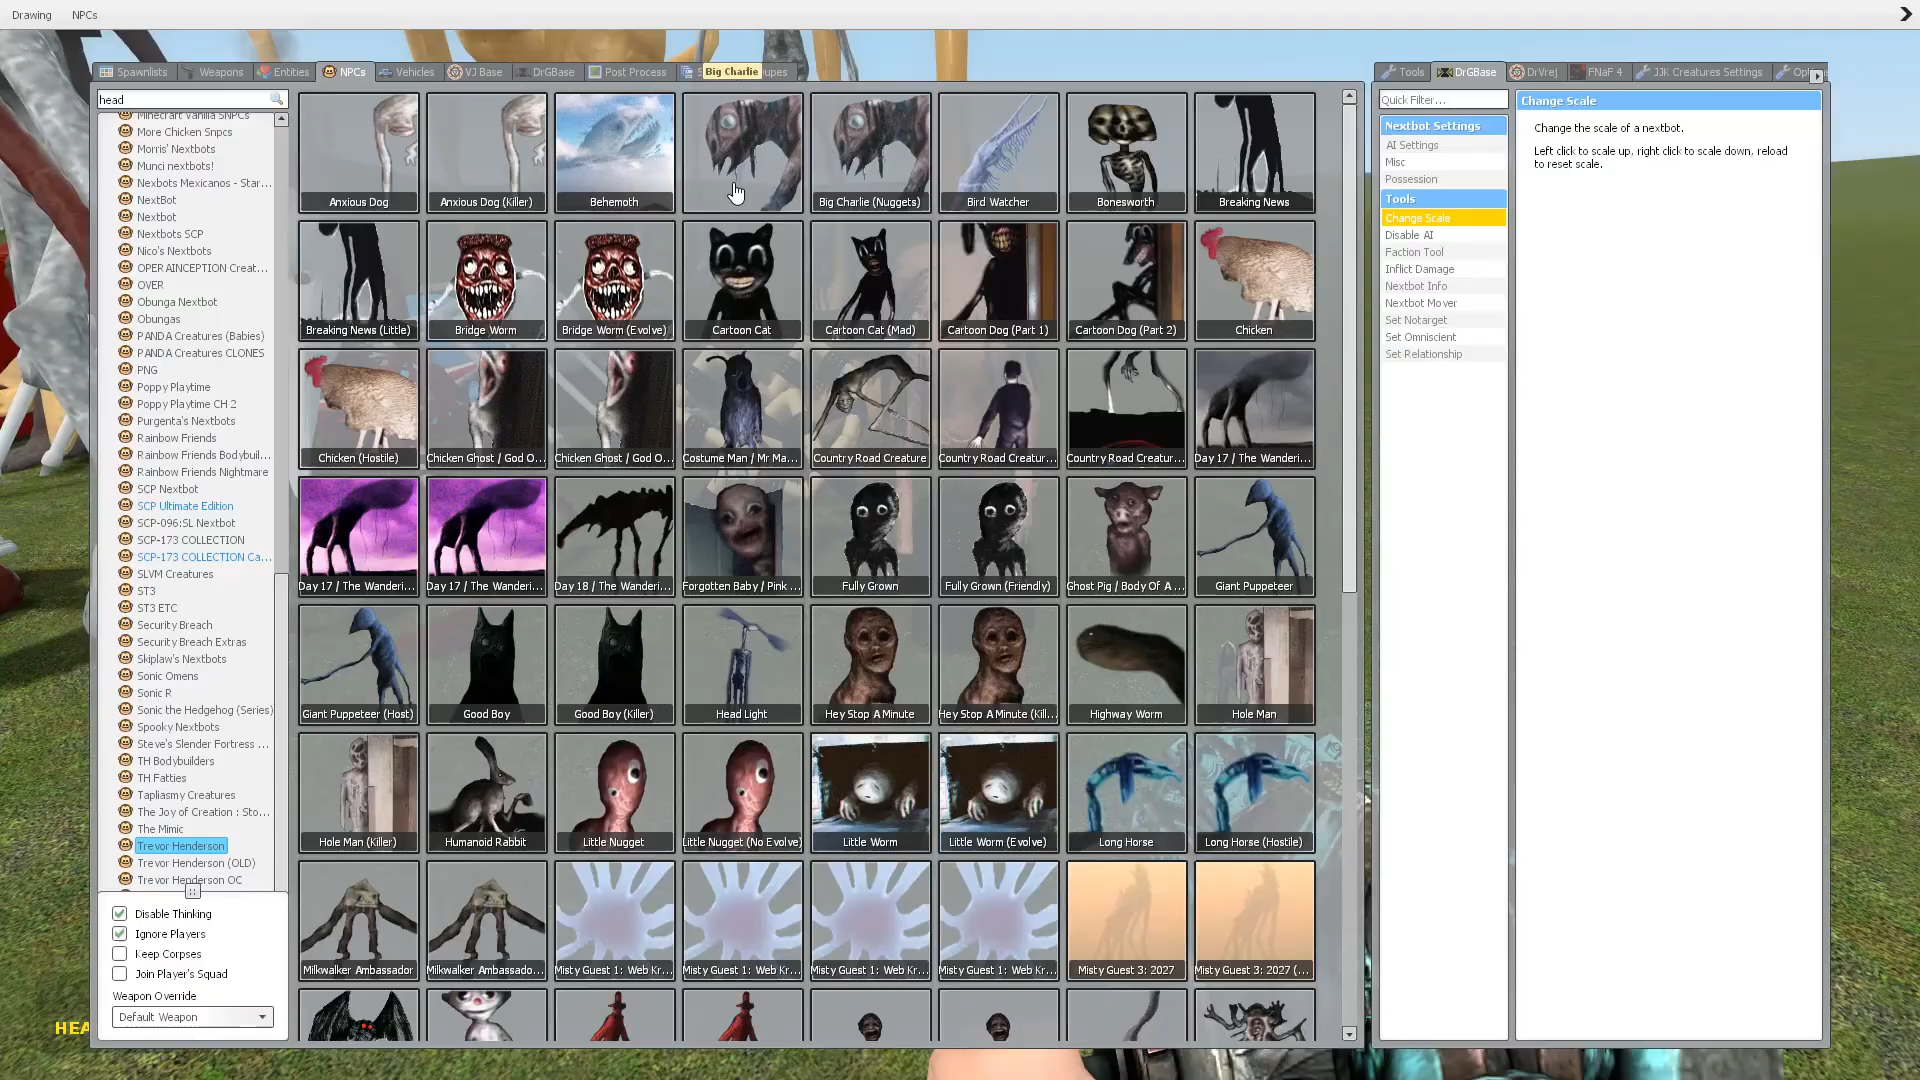 Drawing NPCs
Spawnlists Weapons Entities NPCs Vehicles VJ Base DrGBase Post Process Big Charlie upes
Tools DrGBase DrVrej FNaF 4 JJK Creatures Settings
head
Minecraft Vanilla SNPCs
More Chicken Snpcs
Morris' Nextbots
Munci nextbots!
Nexbots Mexicanos - Star...
NextBot
Nextbot
Nextbots SCP
Nico's Nextbots
OPERAINCEPTION Creat...
OVER
Obunga Nextbot
Obungas
PANDA Creatures (Babies)
PANDA Creatures CLONES
PNG
Poppy Playtime
Poppy Playtime CH 2
Purgenta's Nextbots
Rainbow Friends
Rainbow Friends Bodybuil...
Rainbow Friends Nightmare
SCP Nextbot
SCP Ultimate Edition
SCP-096:SL Nextbot
SCP-173 COLLECTION
SCP-173 COLLECTION Ca...
SLVM Creatures
ST3
ST3 ETC
Security Breach
Security Breach Extras
Skiplaw's Nextbots
Sonic Omens
Sonic R
Sonic the Hedgehog (Series)
Spooky Nextbots
Steve's Slender Fortress ...
TH Bodybuilders
TH Fatties
Tapliasmy Creatures
The Joy of Creation : Sto...
The Mimic
Trevor Henderson
Trevor Henderson (OLD)
Trevor Henderson OC
Disable Thinking
Ignore Players
Keep Corpses
Join Player's Squad
Weapon Override
Default Weapon
HEA
Anxious Dog
Anxious Dog (Killer)
Behemoth
Big Charlie (Nuggets)
Bird Watcher
Bonesworth
Breaking News
Breaking News (Little)
Bridge Worm
Bridge Worm (Evolve)
Cartoon Cat
Cartoon Cat (Mad)
Cartoon Dog (Part 1)
Cartoon Dog (Part 2)
Chicken
Chicken (Hostile)
Chicken Ghost / God O...
Chicken Ghost / God O...
Costume Man / Mr Ma...
Country Road Creature
Country Road Creatur...
Country Road Creatur...
Day 17 / The Wanderi...
Day 17 / The Wanderi...
Day 17 / The Wanderi...
Day 18 / The Wanderi...
Forgotten Baby / Pink ...
Fully Grown
Fully Grown (Friendly)
Ghost Pig / Body Of A ...
Giant Puppeteer
Giant Puppeteer (Host)
Good Boy
Good Boy (Killer)
Head Light
Hey Stop A Minute
Hey Stop A Minute (Kill...
Highway Worm
Hole Man
Hole Man (Killer)
Humanoid Rabbit
Little Nugget
Little Nugget (No Evolve)
Little Worm
Little Worm (Evolve)
Long Horse
Long Horse (Hostile)
Milkwalker Ambassador
Milkwalker Ambassado...
Misty Guest 1: Web Kr...
Misty Guest 1: Web Kr...
Misty Guest 1: Web Kr...
Misty Guest 1: Web Kr...
Misty Guest 3: 2027
Misty Guest 3: 2027 (...
Quick Filter...
Nextbot Settings
AI Settings
Misc
Possession
Tools
Change Scale
Disable AI
Faction Tool
Inflict Damage
Nextbot Info
Nextbot Mover
Set Notarget
Set Omniscient
Set Relationship
Change Scale
Change the scale of a nextbot.
Left click to scale up, right click to scale down, reload
to reset scale.